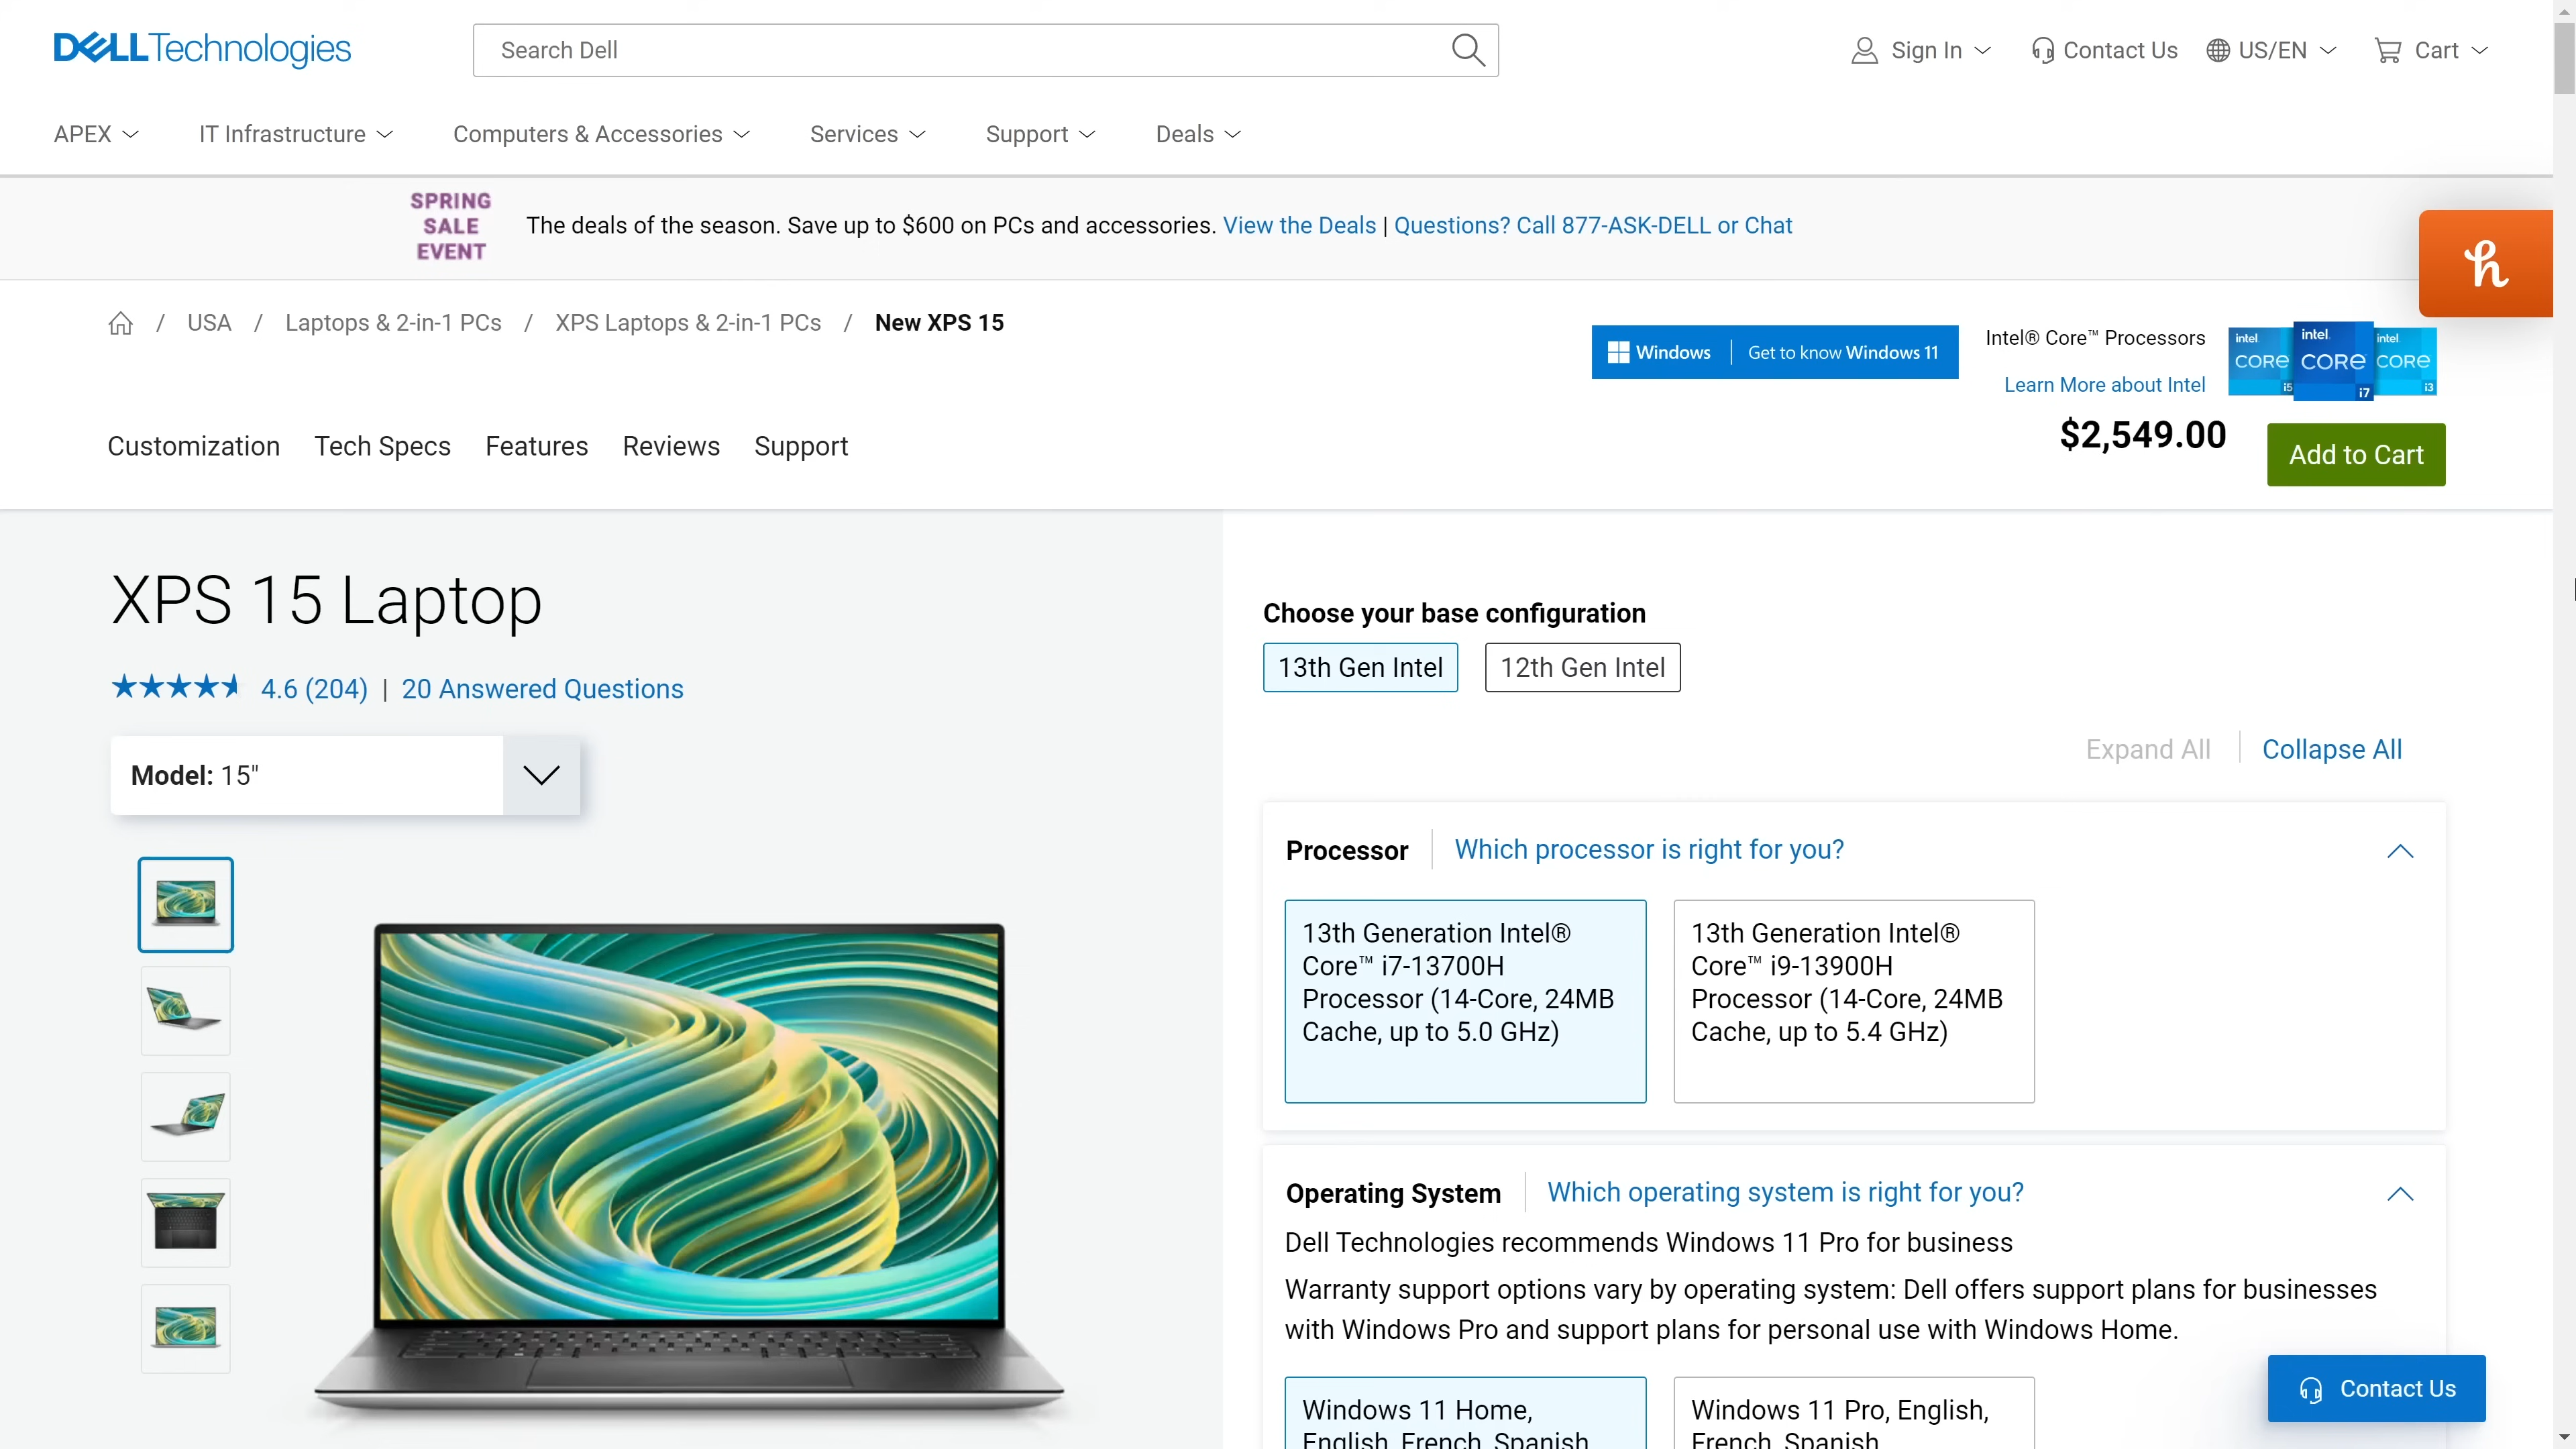 DELL Technologies
Search Dell
Sign In
Contact Us
US/EN
Cart
APEX
IT Infrastructure
Computers & Accessories
Services
Support
Deals
SPRING
SALE
EVENT
The deals of the season. Save up to $600 on PCs and accessories. View the Deals | Questions? Call 877-ASK-DELL or Chat
h
/ USA / Laptops & 2-in-1 PCs / XPS Laptops & 2-in-1 PCs / New XPS 15
Windows | Get to know Windows 11
Intel® Core™ Processors
Learn More about Intel
intel. CORE i5
intel. CORE i7
intel. CORE i3
Customization
Tech Specs
Features
Reviews
Support
$2,549.00
Add to Cart
XPS 15 Laptop
4.6 (204) | 20 Answered Questions
Model: 15"
Choose your base configuration
13th Gen Intel
12th Gen Intel
Expand All
Collapse All
Processor
Which processor is right for you?
13th Generation Intel®
Core™ i7-13700H
Processor (14-Core, 24MB
Cache, up to 5.0 GHz)
13th Generation Intel®
Core™ i9-13900H
Processor (14-Core, 24MB
Cache, up to 5.4 GHz)
Operating System
Which operating system is right for you?
Dell Technologies recommends Windows 11 Pro for business
Warranty support options vary by operating system: Dell offers support plans for businesses
with Windows Pro and support plans for personal use with Windows Home.
Windows 11 Home,
English, French, Spanish
Windows 11 Pro, English,
French, Spanish
Contact Us